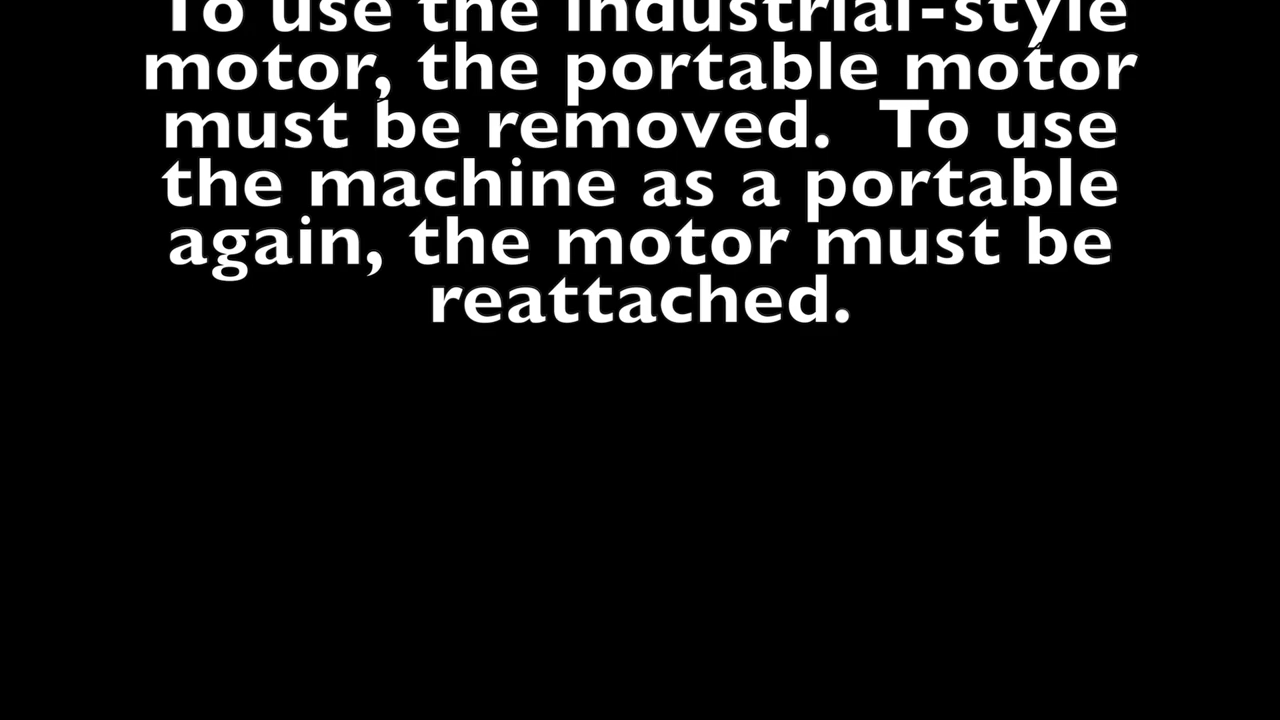 To use the industrial-style
motor, the portable motor
must be removed.  To use
the machine as a portable
again, the motor must be
reattached.